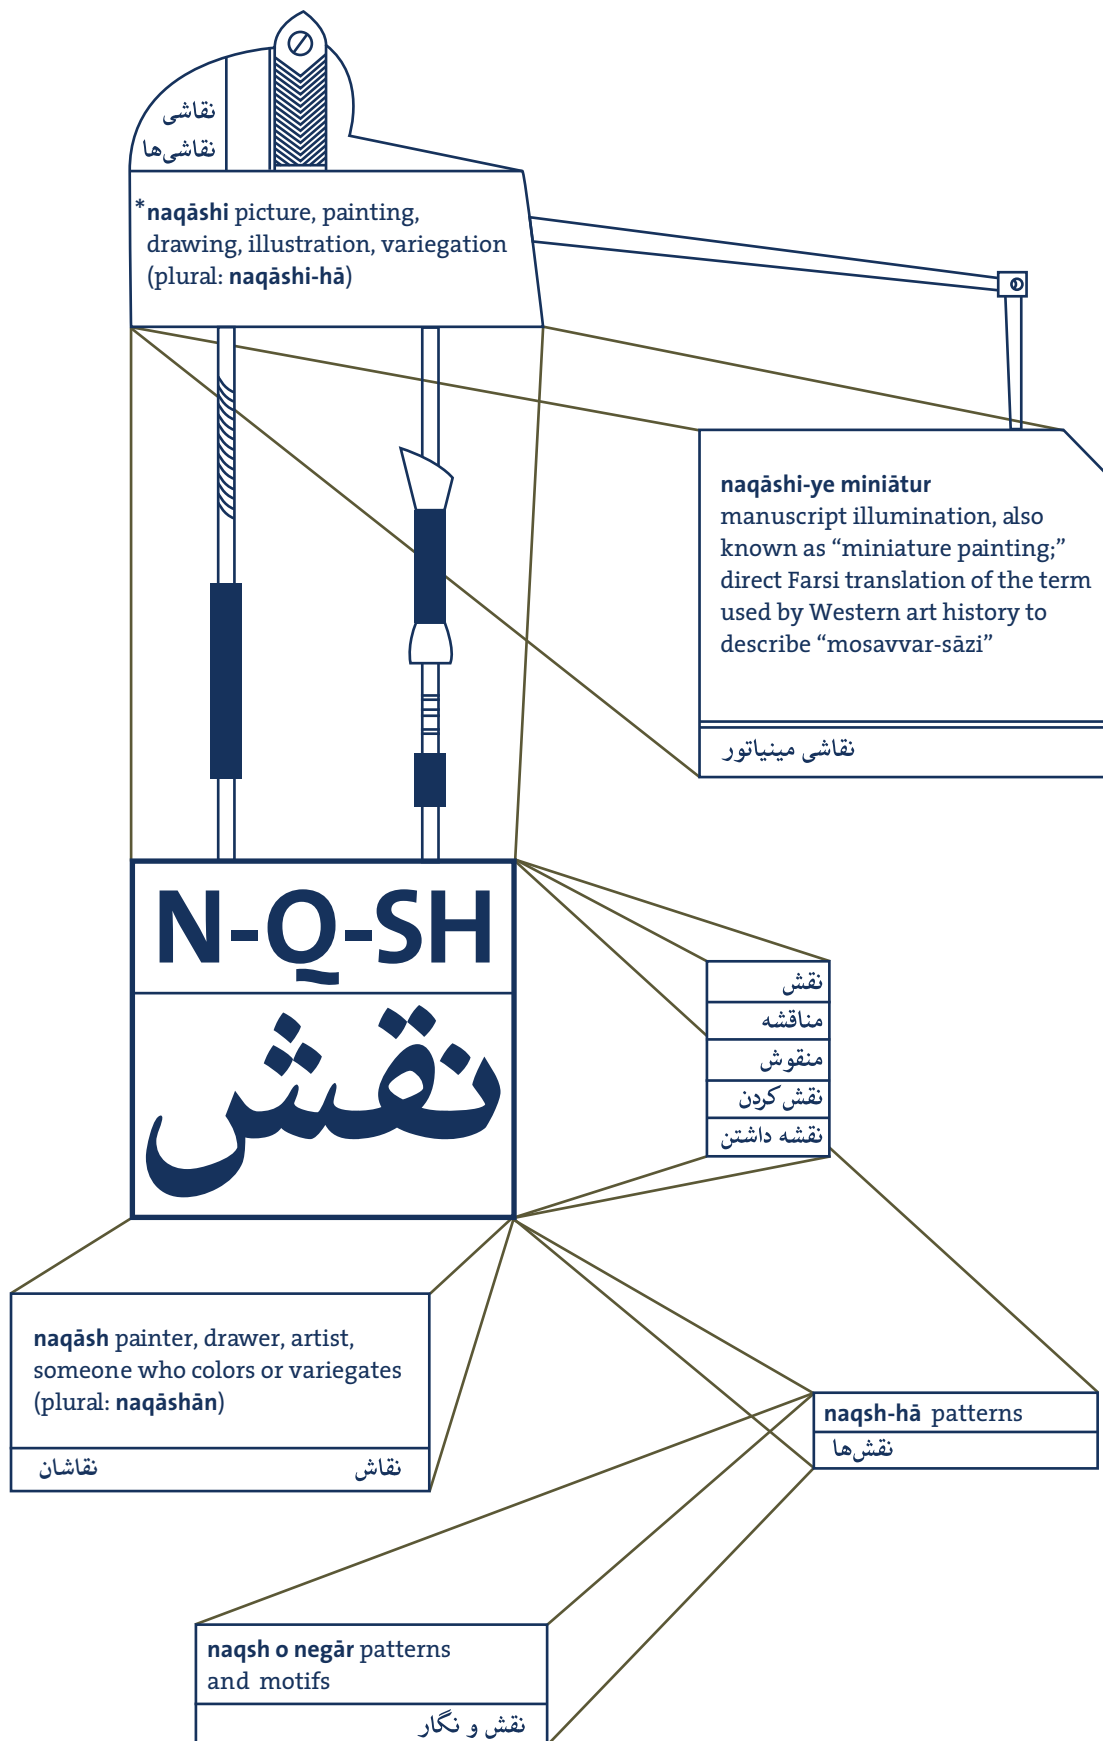 نقاشی
نقاشی‌ها
*naqāshi picture, painting,
drawing, illustration, variegation
(plural: naqāshi-hā)
naqāshi-ye miniātur
manuscript illumination, also
known as “miniature painting;”
direct Farsi translation of the term
used by Western art history to
describe “mosavvar-sāzi”
نقاشی مینیاتور
N-Q-SH
نقش
نقش
مناقشه
منقوش
نقش کردن
نقشه داشتن
naqāsh painter, drawer, artist,
someone who colors or variegates
(plural: naqāshān)
نقاش نقاشان
naqsh-hā patterns
نقش‌ها
naqsh o negār patterns
and motifs
نقش و نگار